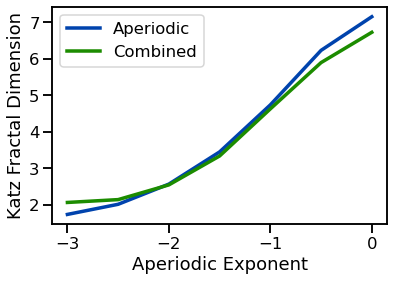 Aperiodic
Combined
Katz Fractal Dimension
7
6
5
4
3
2
−3
−2
−1
0
Aperiodic Exponent